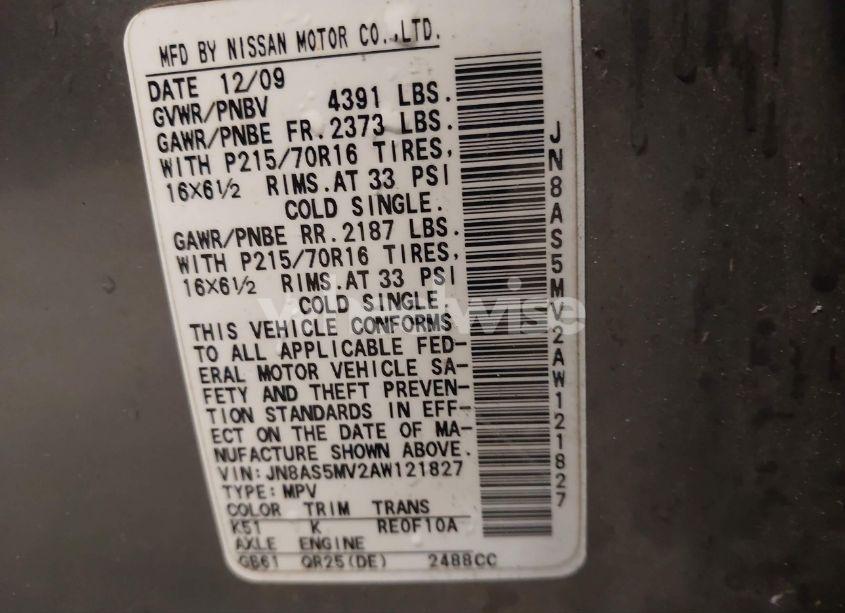 MFD BY NISSAN MOTOR CO.,LTD.
DATE 12/09
GVWR/PNBV 4391 LBS.
GAWR/PNBE FR.2373 LBS.
WITH P215/70R16 TIRES,
16X6½ RIMS.AT 33 PSI
COLD SINGLE.
GAWR/PNBE RR.2187 LBS.
WITH P215/70R16 TIRES,
16X6½ RIMS.AT 33 PSI
COLD SINGLE.
THIS VEHICLE CONFORMS
TO ALL APPLICABLE FED-
ERAL MOTOR VEHICLE SA-
FETY AND THEFT PREVEN-
TION STANDARDS IN EFF-
ECT ON THE DATE OF MA-
NUFACTURE SHOWN ABOVE.
VIN:JN8AS5MV2AW121827
TYPE:MPV
COLOR TRIM TRANS
K51 K RE0F10A
AXLE ENGINE
GB61 QR25(DE) 2488CC
JN8AS5MV2AW121827